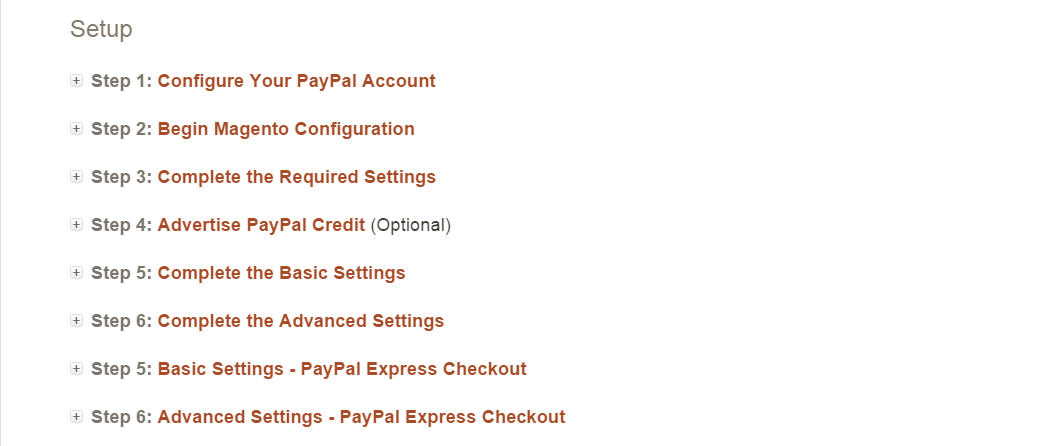 Setup
Step 1: Configure Your PayPal Account
Step 2: Begin Magento Configuration
Step 3: Complete the Required Settings
Step 4: Advertise PayPal Credit (Optional)
Step 5: Complete the Basic Settings
Step 6: Complete the Advanced Settings
Step 5: Basic Settings - PayPal Express Checkout
Step 6: Advanced Settings - PayPal Express Checkout